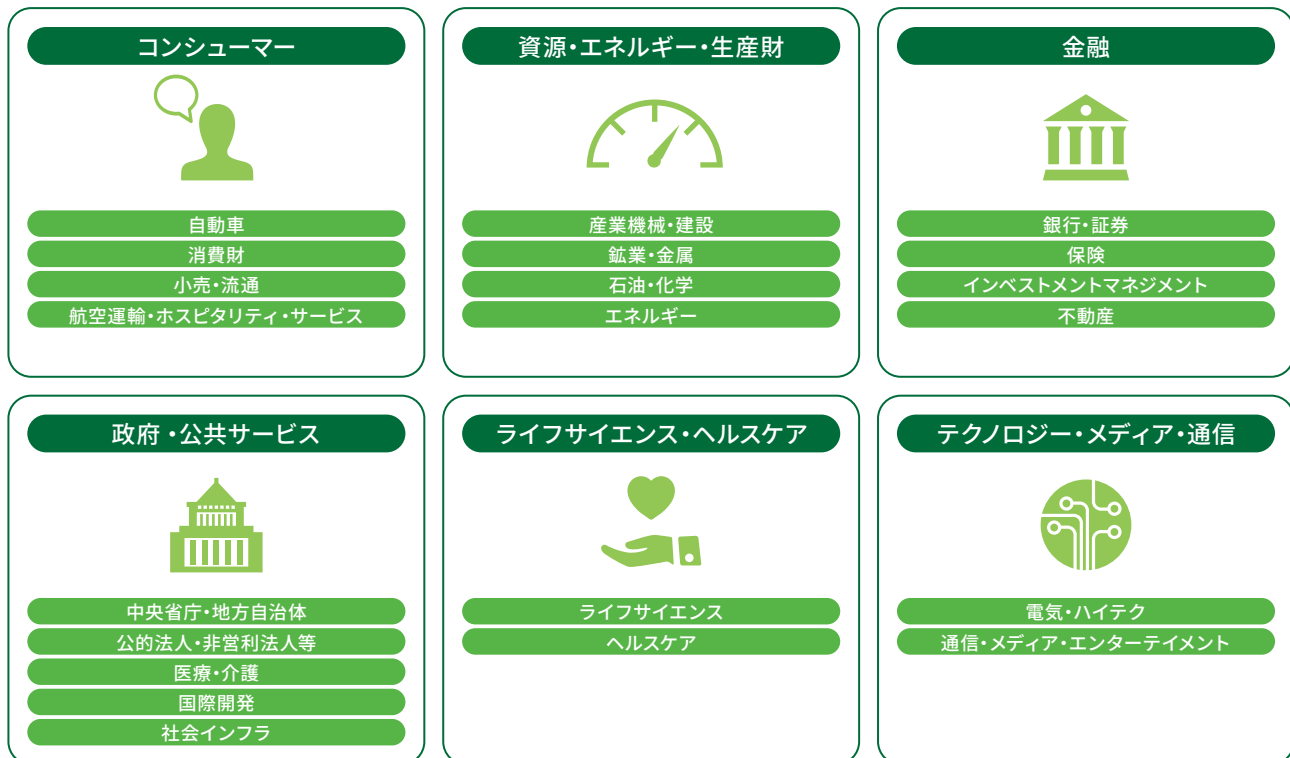 コンシューマー
自動車
消費財
小売・流通
航空運輸・ホスピタリティ・サービス
資源・エネルギー・生産財
産業機械・建設
鉱業・金属
石油・化学
エネルギー
金融
銀行・証券
保険
インベストメントマネジメント
不動産
政府・公共サービス
中央省庁・地方自治体
公的法人・非営利法人等
医療・介護
国際開発
社会インフラ
ライフサイエンス・ヘルスケア
ライフサイエンス
ヘルスケア
テクノロジー・メディア・通信
電気・ハイテク
通信・メディア・エンターテイメント